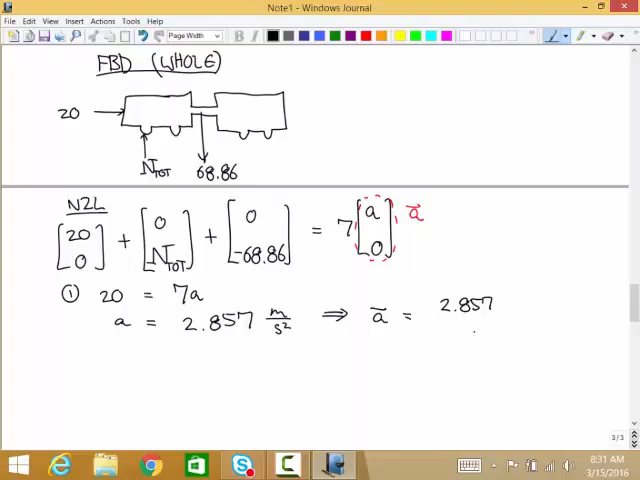 Note1 - Windows Journal
File Edit View Insert Actions Tools Help
Page Width B I
FBD (WHOLE)
20
N_TOT 68.86
N2L
[20 0] + [0 N_TOT] + [0 -68.86] = 7 [a 0] a⃗
① 20 = 7a
a = 2.857 m/s² ⟹ a⃗ = 2.857
3/3
8:31 AM
3/15/2016